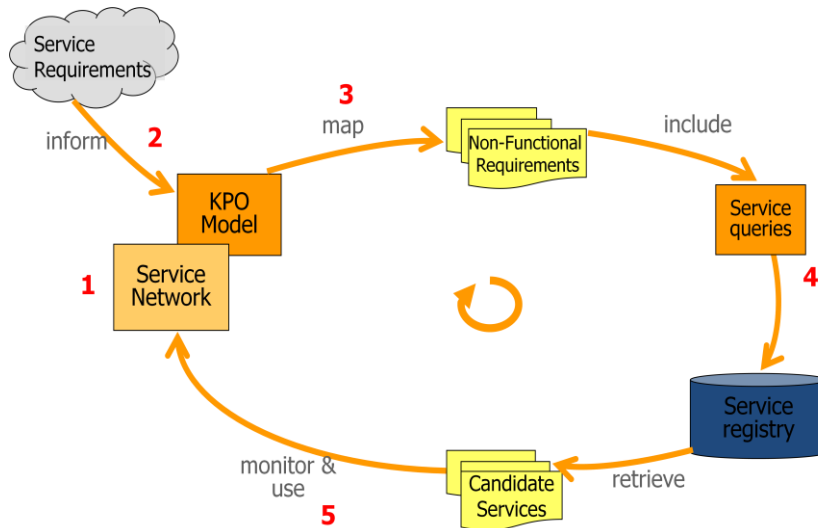 Service
Requirements
3
map
inform
2
Non-Functional
Requirements
include
KPO
Model
Service
queries
1
Service
Network
4
Service
registry
monitor &
use
5
Candidate
Services
retrieve